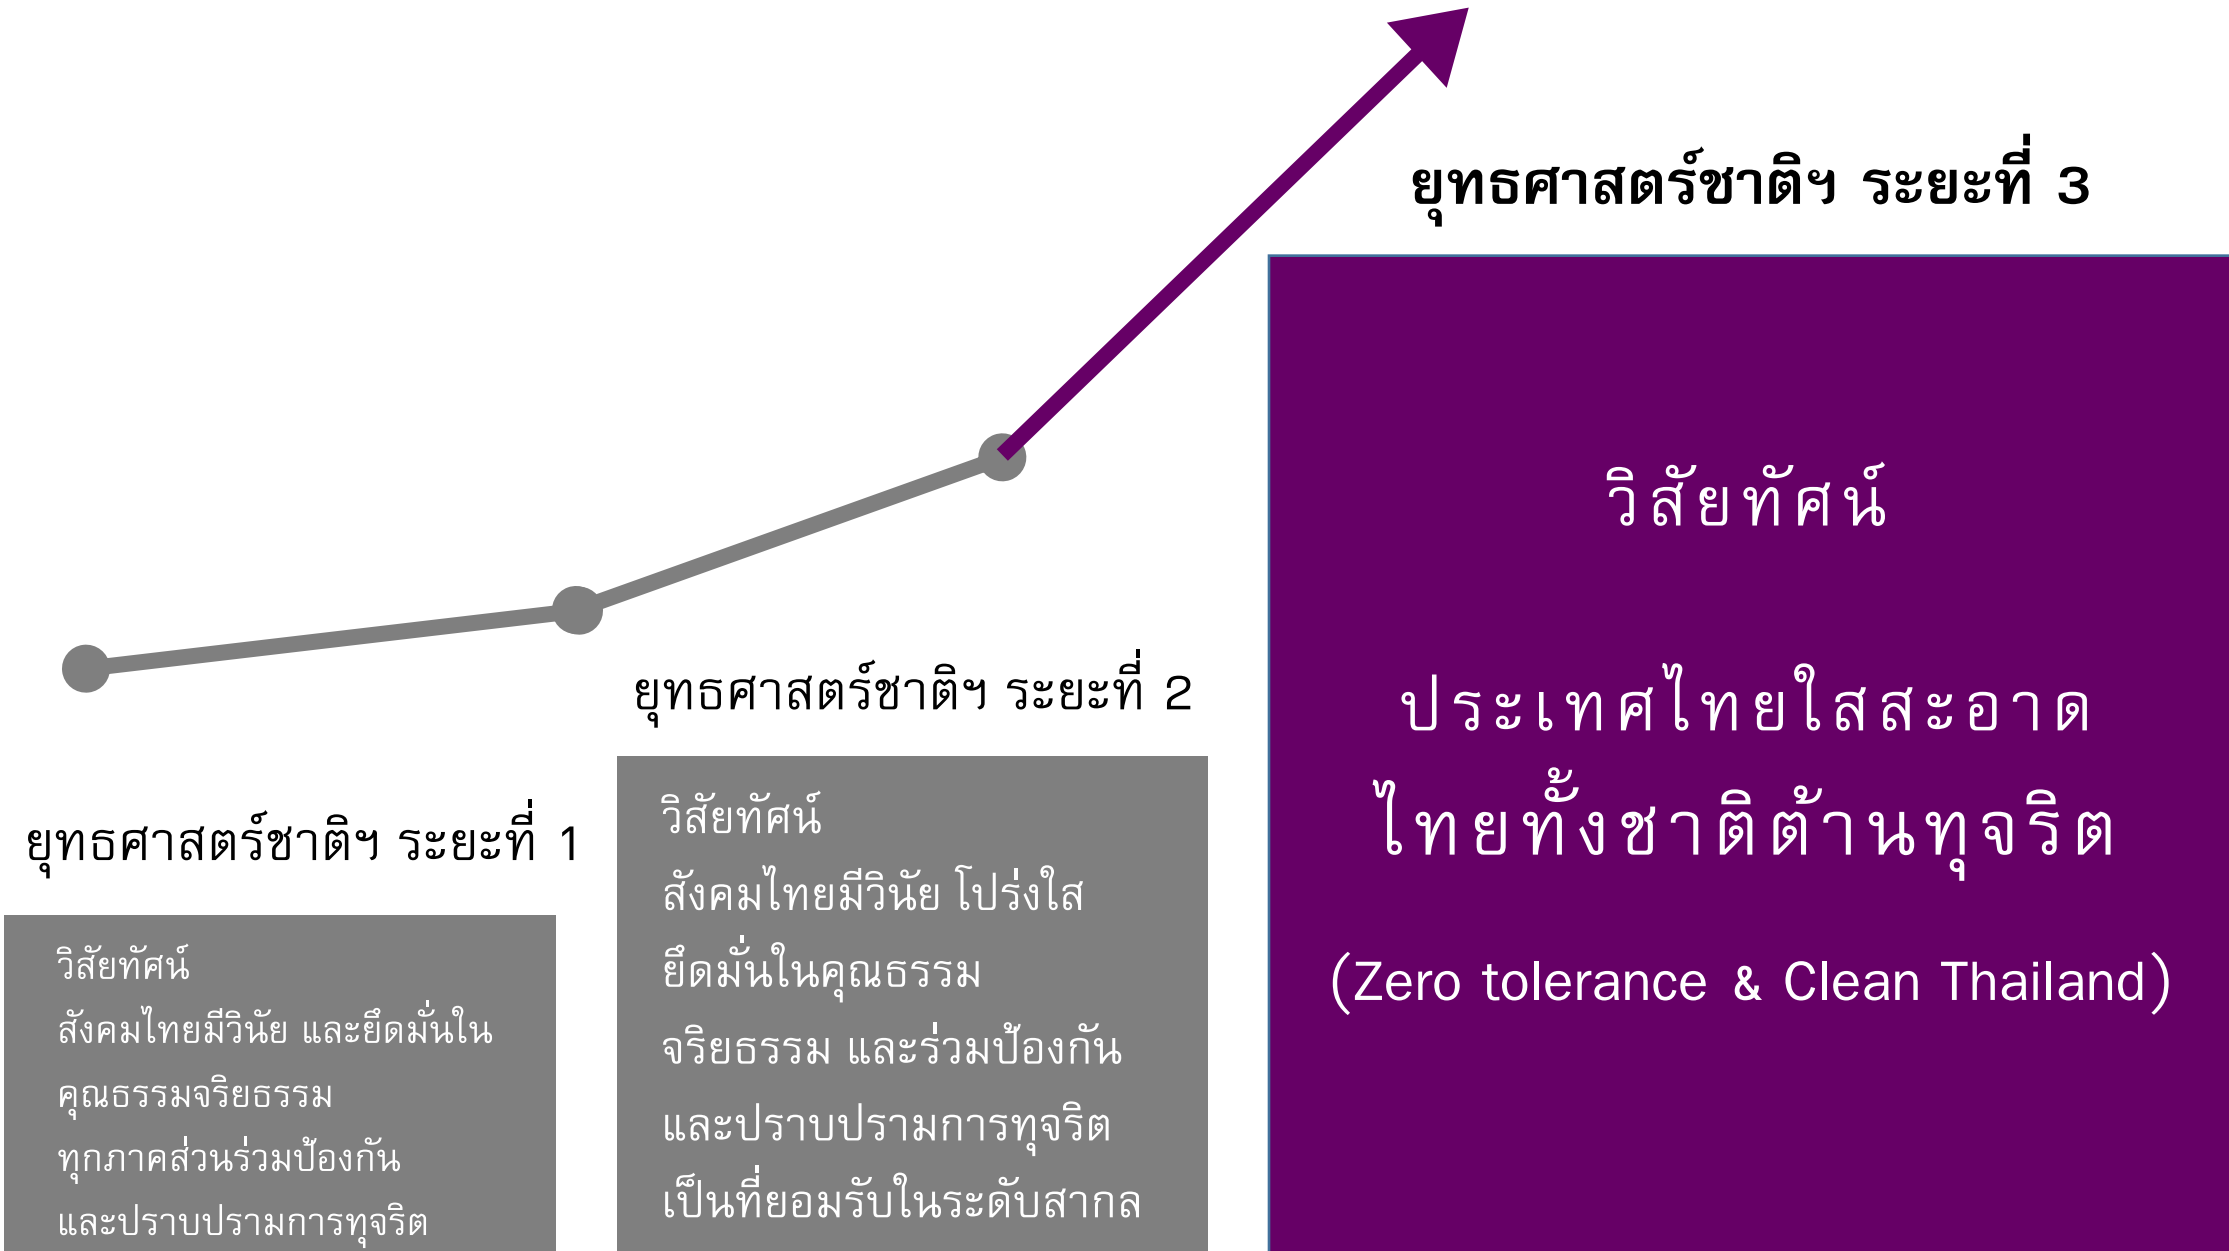 ยุทธศาสตร์ชาติฯ ระยะที่ 1
วิสัยทัศน์
สังคมไทยมีวินัย และยึดมั่นใน
คุณธรรมจริยธรรม
ทุกภาคส่วนร่วมป้องกัน
และปราบปรามการทุจริต
ยุทธศาสตร์ชาติฯ ระยะที่ 2
วิสัยทัศน์
สังคมไทยมีวินัย โปร่งใส
ยึดมั่นในคุณธรรม
จริยธรรม และร่วมป้องกัน
และปราบปรามการทุจริต
เป็นที่ยอมรับในระดับสากล
ยุทธศาสตร์ชาติฯ ระยะที่ 3
วิสัยทัศน์
ประเทศไทยใสสะอาด
ไทยทั้งชาติต้านทุจริต
(Zero tolerance & Clean Thailand)